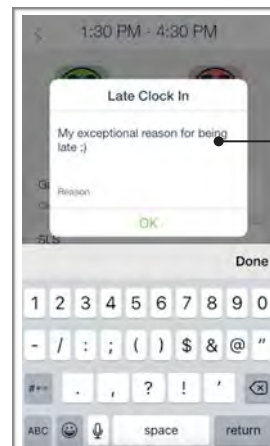 1:30 PM - 4:30 PM
Late Clock In
My exceptional reason for being
late ;)
Reason
OK
SLS
Done
1 2 3 4 5 6 7 8 9 0
- / : ; ( ) $ & @ "
#+= . , ? ! '
ABC space return